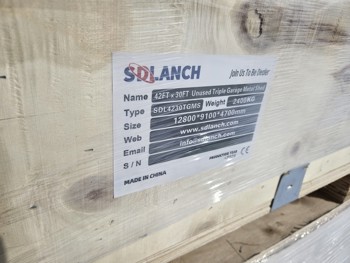 SDLANCH
Join Us To Be Dealer
Name 42FT*30FT Unused Triple Garage Metal Shed
Type SDL4230TGMS Weight 2400KG
Size 12800*9100*4700mm
Web www.sdlanch.com
Email info@sdlanch.com
S / N
MADE IN CHINA